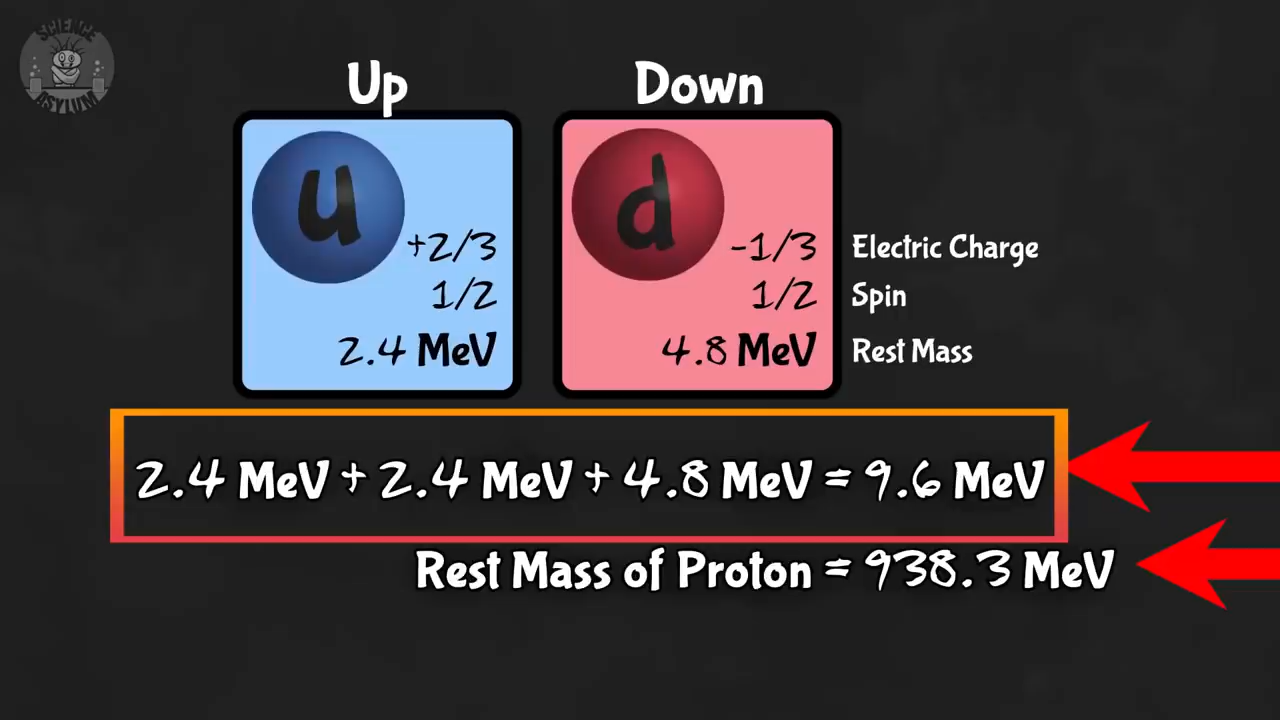 SCIENCE
ASYLUM
Up Down
u d
+2/3 -1/3 Electric Charge
1/2 1/2 Spin
2.4 MeV 4.8 MeV Rest Mass
2.4 MeV + 2.4 MeV + 4.8 MeV = 9.6 MeV
Rest Mass of Proton = 938.3 MeV